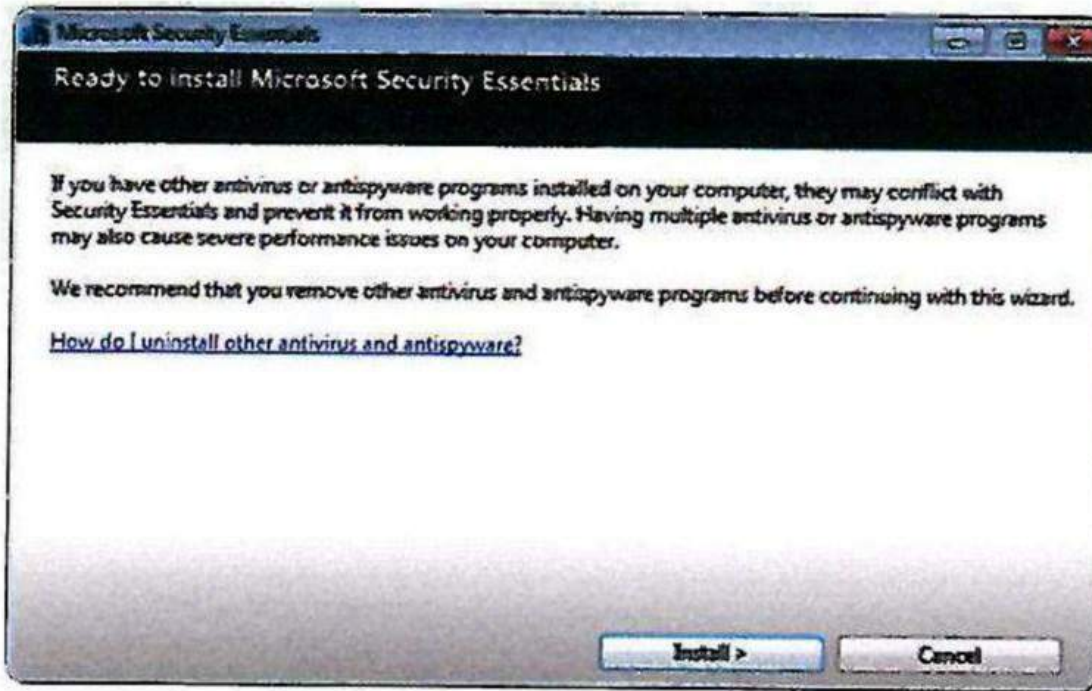 Microsoft Security Essentials
Ready to install Microsoft Security Essentials
If you have other antivirus or antispyware programs installed on your computer, they may conflict with
Security Essentials and prevent it from working properly. Having multiple antivirus or antispyware programs
may also cause severe performance issues on your computer.
We recommend that you remove other antivirus and antispyware programs before continuing with this wizard.
How do I uninstall other antivirus and antispyware?
Install >
Cancel